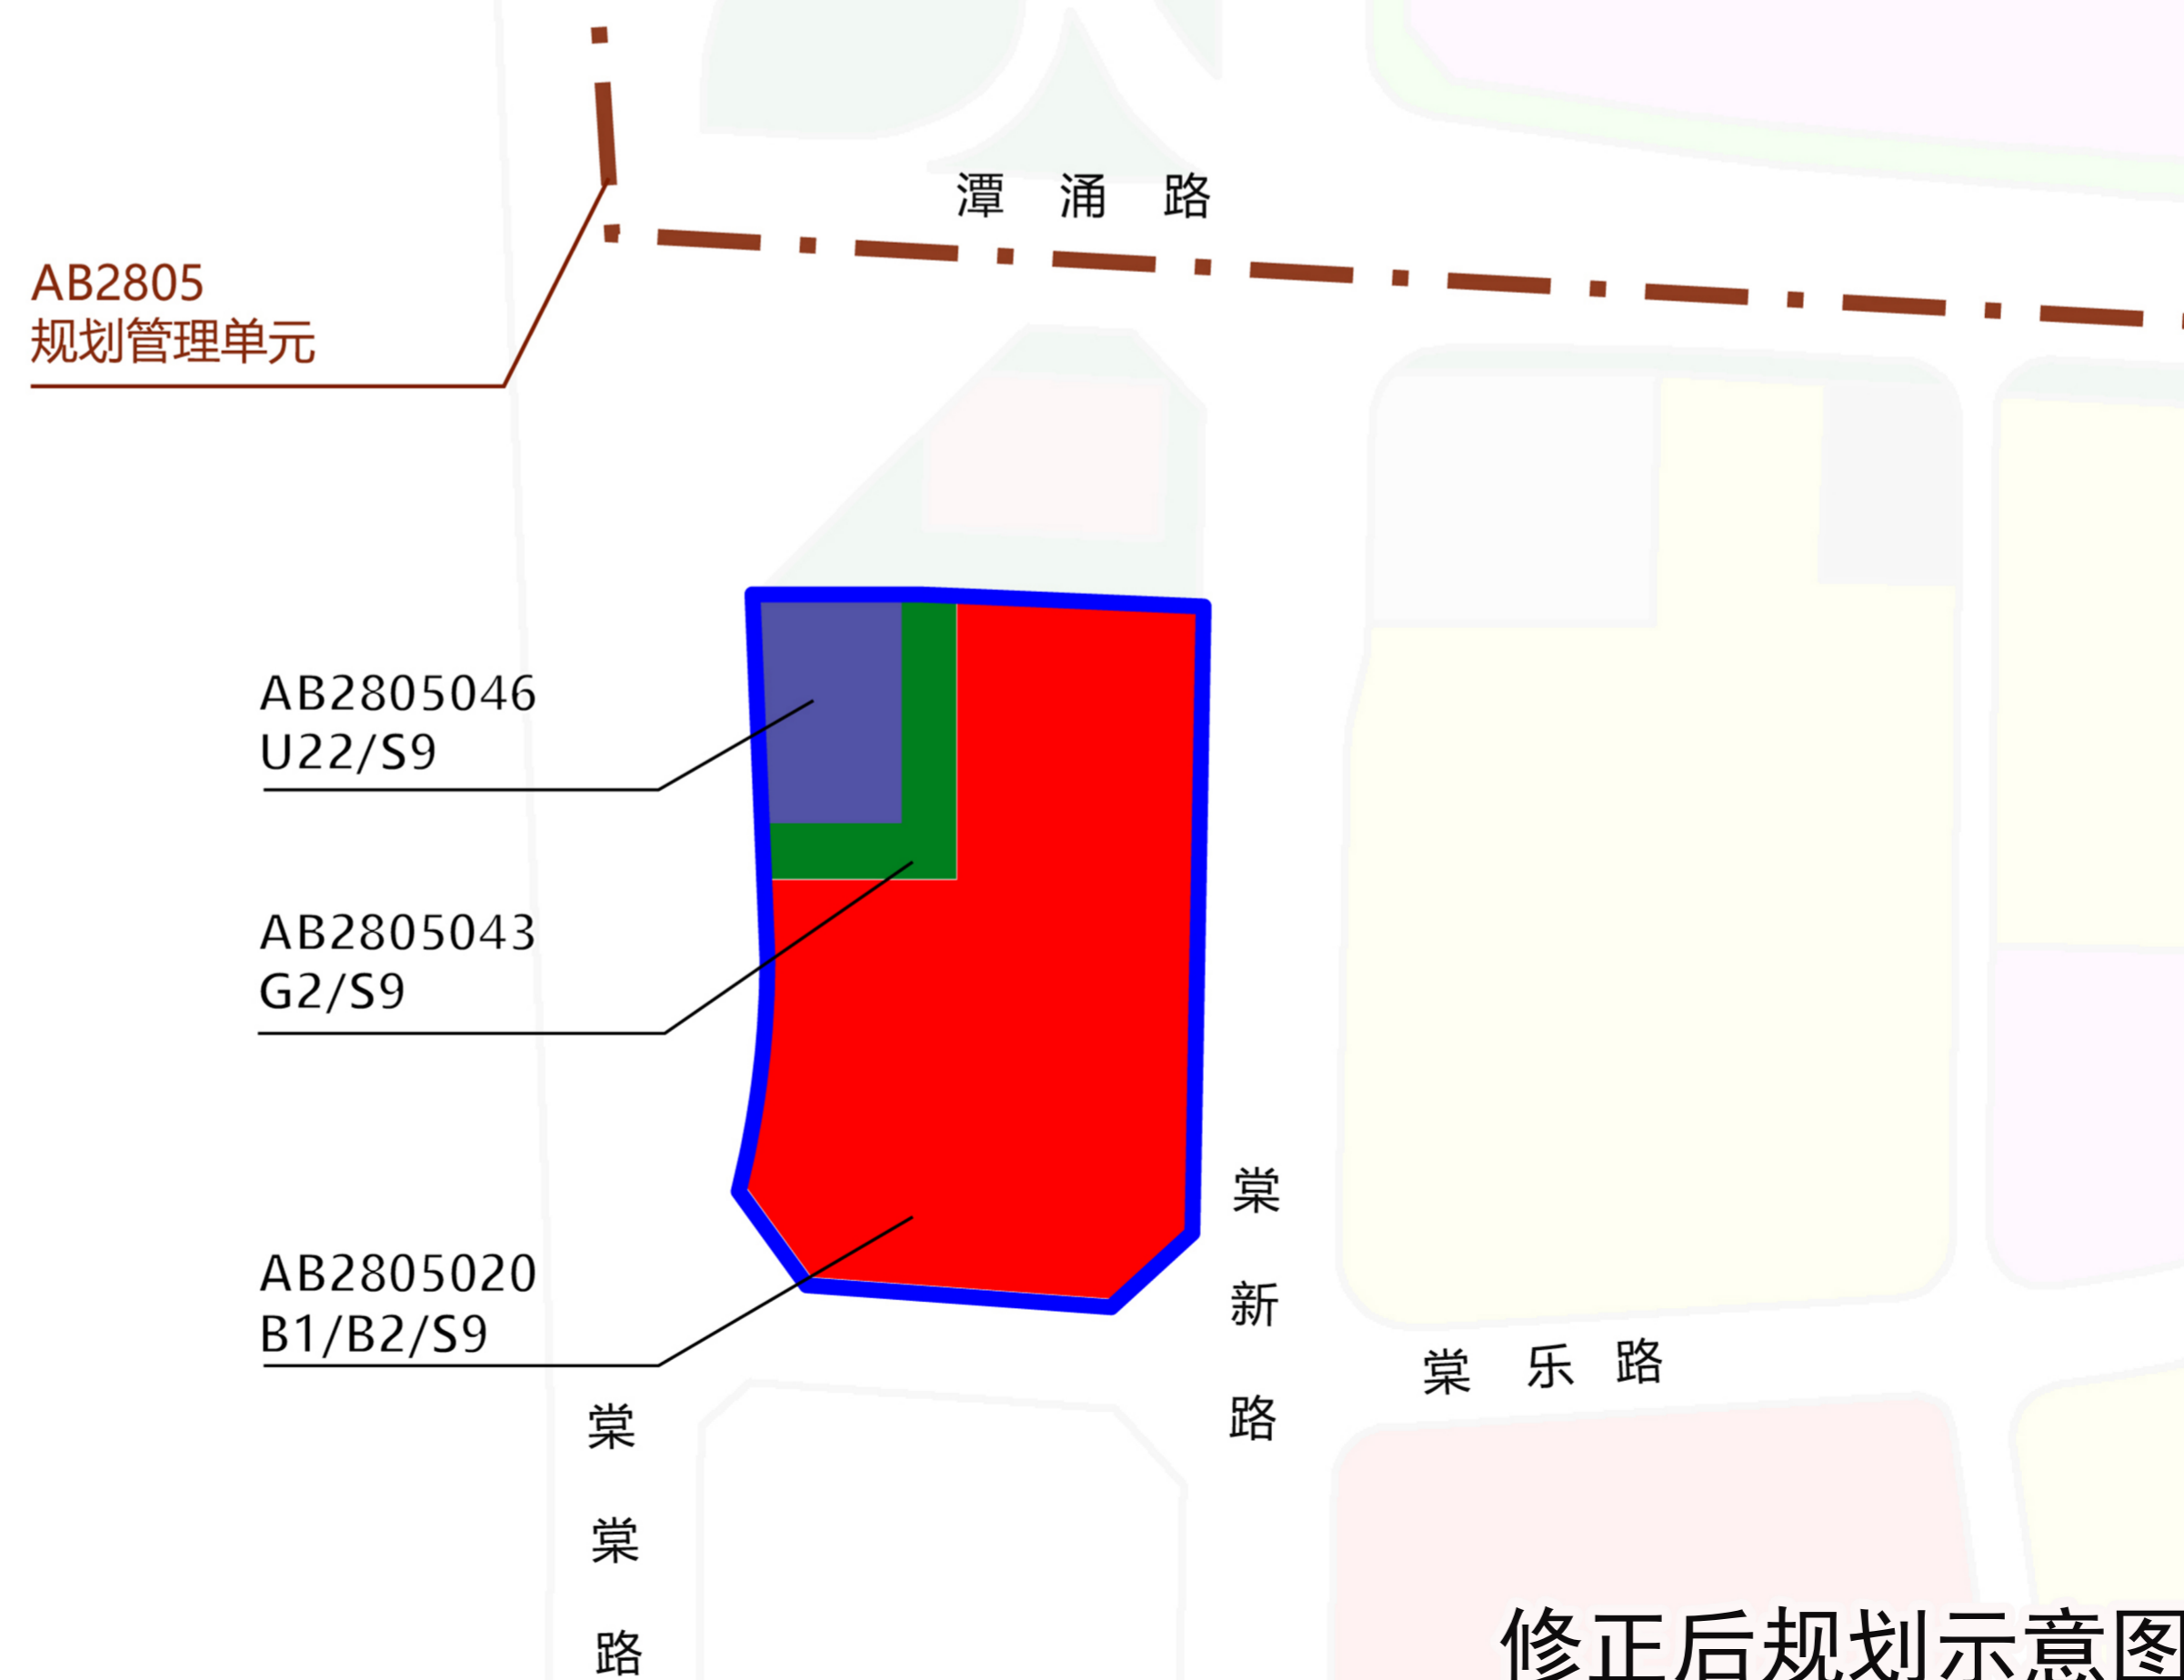 潭涌路
AB2805
规划管理单元
AB2805046
U22/S9
AB2805043
G2/S9
AB2805020
B1/B2/S9
棠新路
棠乐路
棠棠路
修正后规划示意图